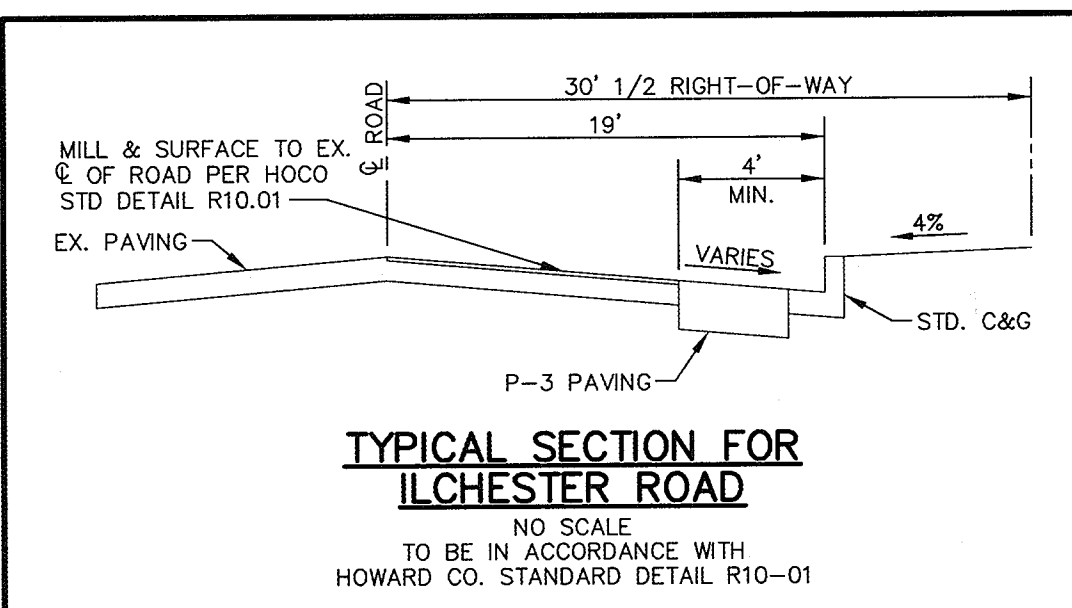 30' 1/2 RIGHT-OF-WAY
℄ ROAD
19'
MILL & SURFACE TO EX.
℄ OF ROAD PER HOCO
STD DETAIL R10.01
4'
MIN.
4%
EX. PAVING
VARIES
STD. C&G
P-3 PAVING
TYPICAL SECTION FOR
ILCHESTER ROAD
NO SCALE
TO BE IN ACCORDANCE WITH
HOWARD CO. STANDARD DETAIL R10-01